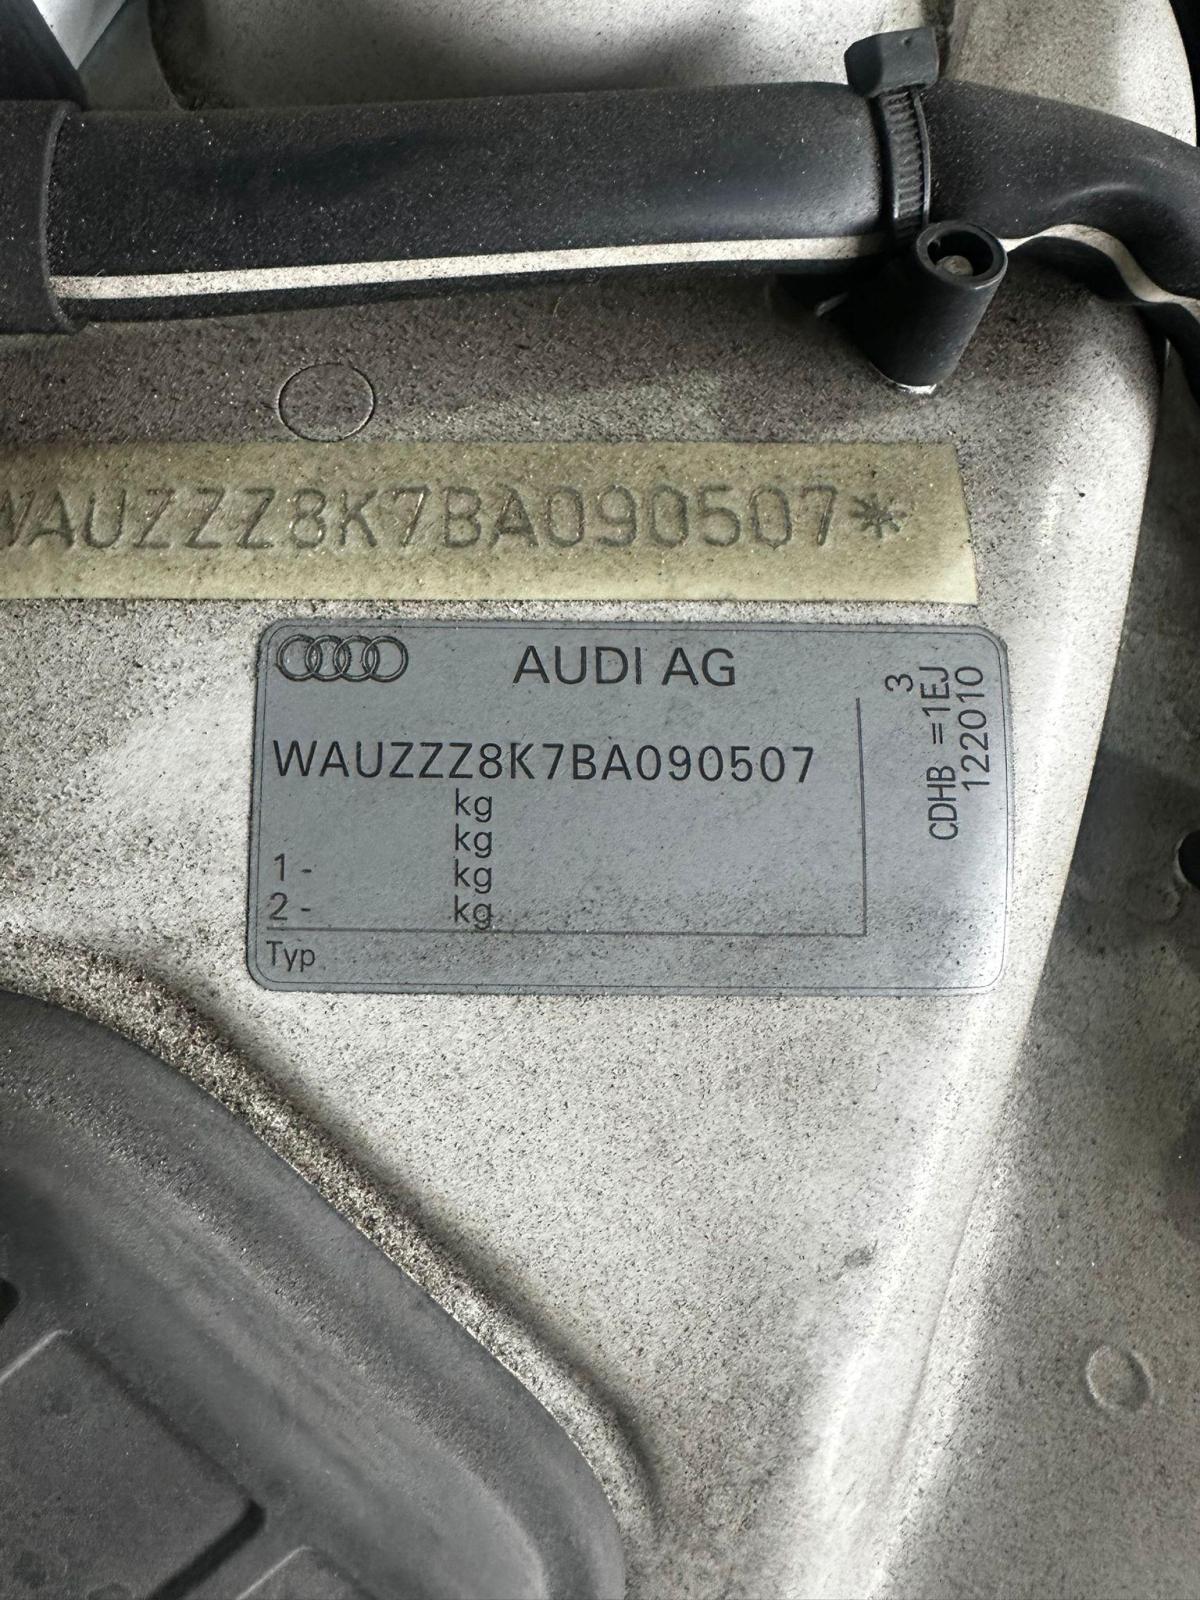 WAUZZZ8K7BA090507*
AUDI AG
WAUZZZ8K7BA090507
kg
kg
1 - kg
2 - kg
Typ
3
CDHB =1EJ
122010